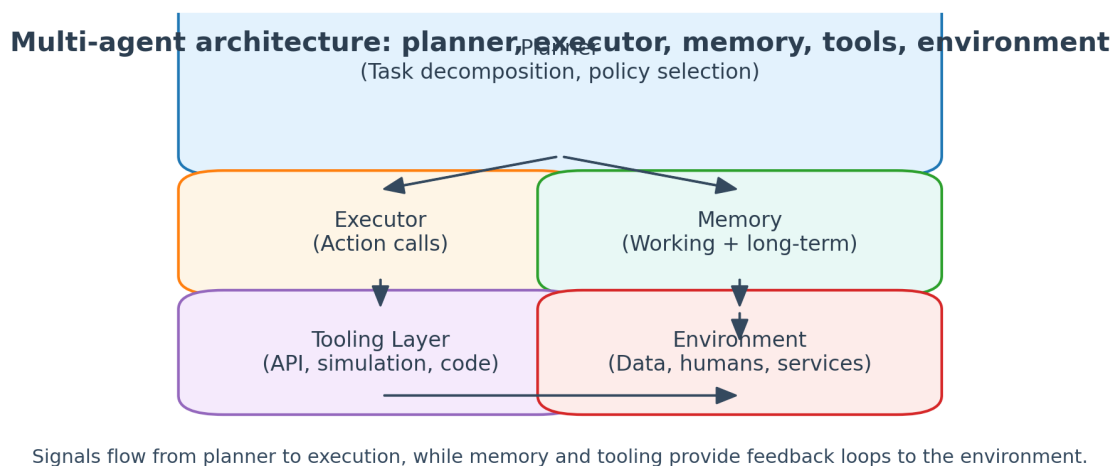 Multi-agent architecture: planner, executor, memory, tools, environment
Planner
(Task decomposition, policy selection)
Executor
(Action calls)
Memory
(Working + long-term)
Tooling Layer
(API, simulation, code)
Environment
(Data, humans, services)
Signals flow from planner to execution, while memory and tooling provide feedback loops to the environment.